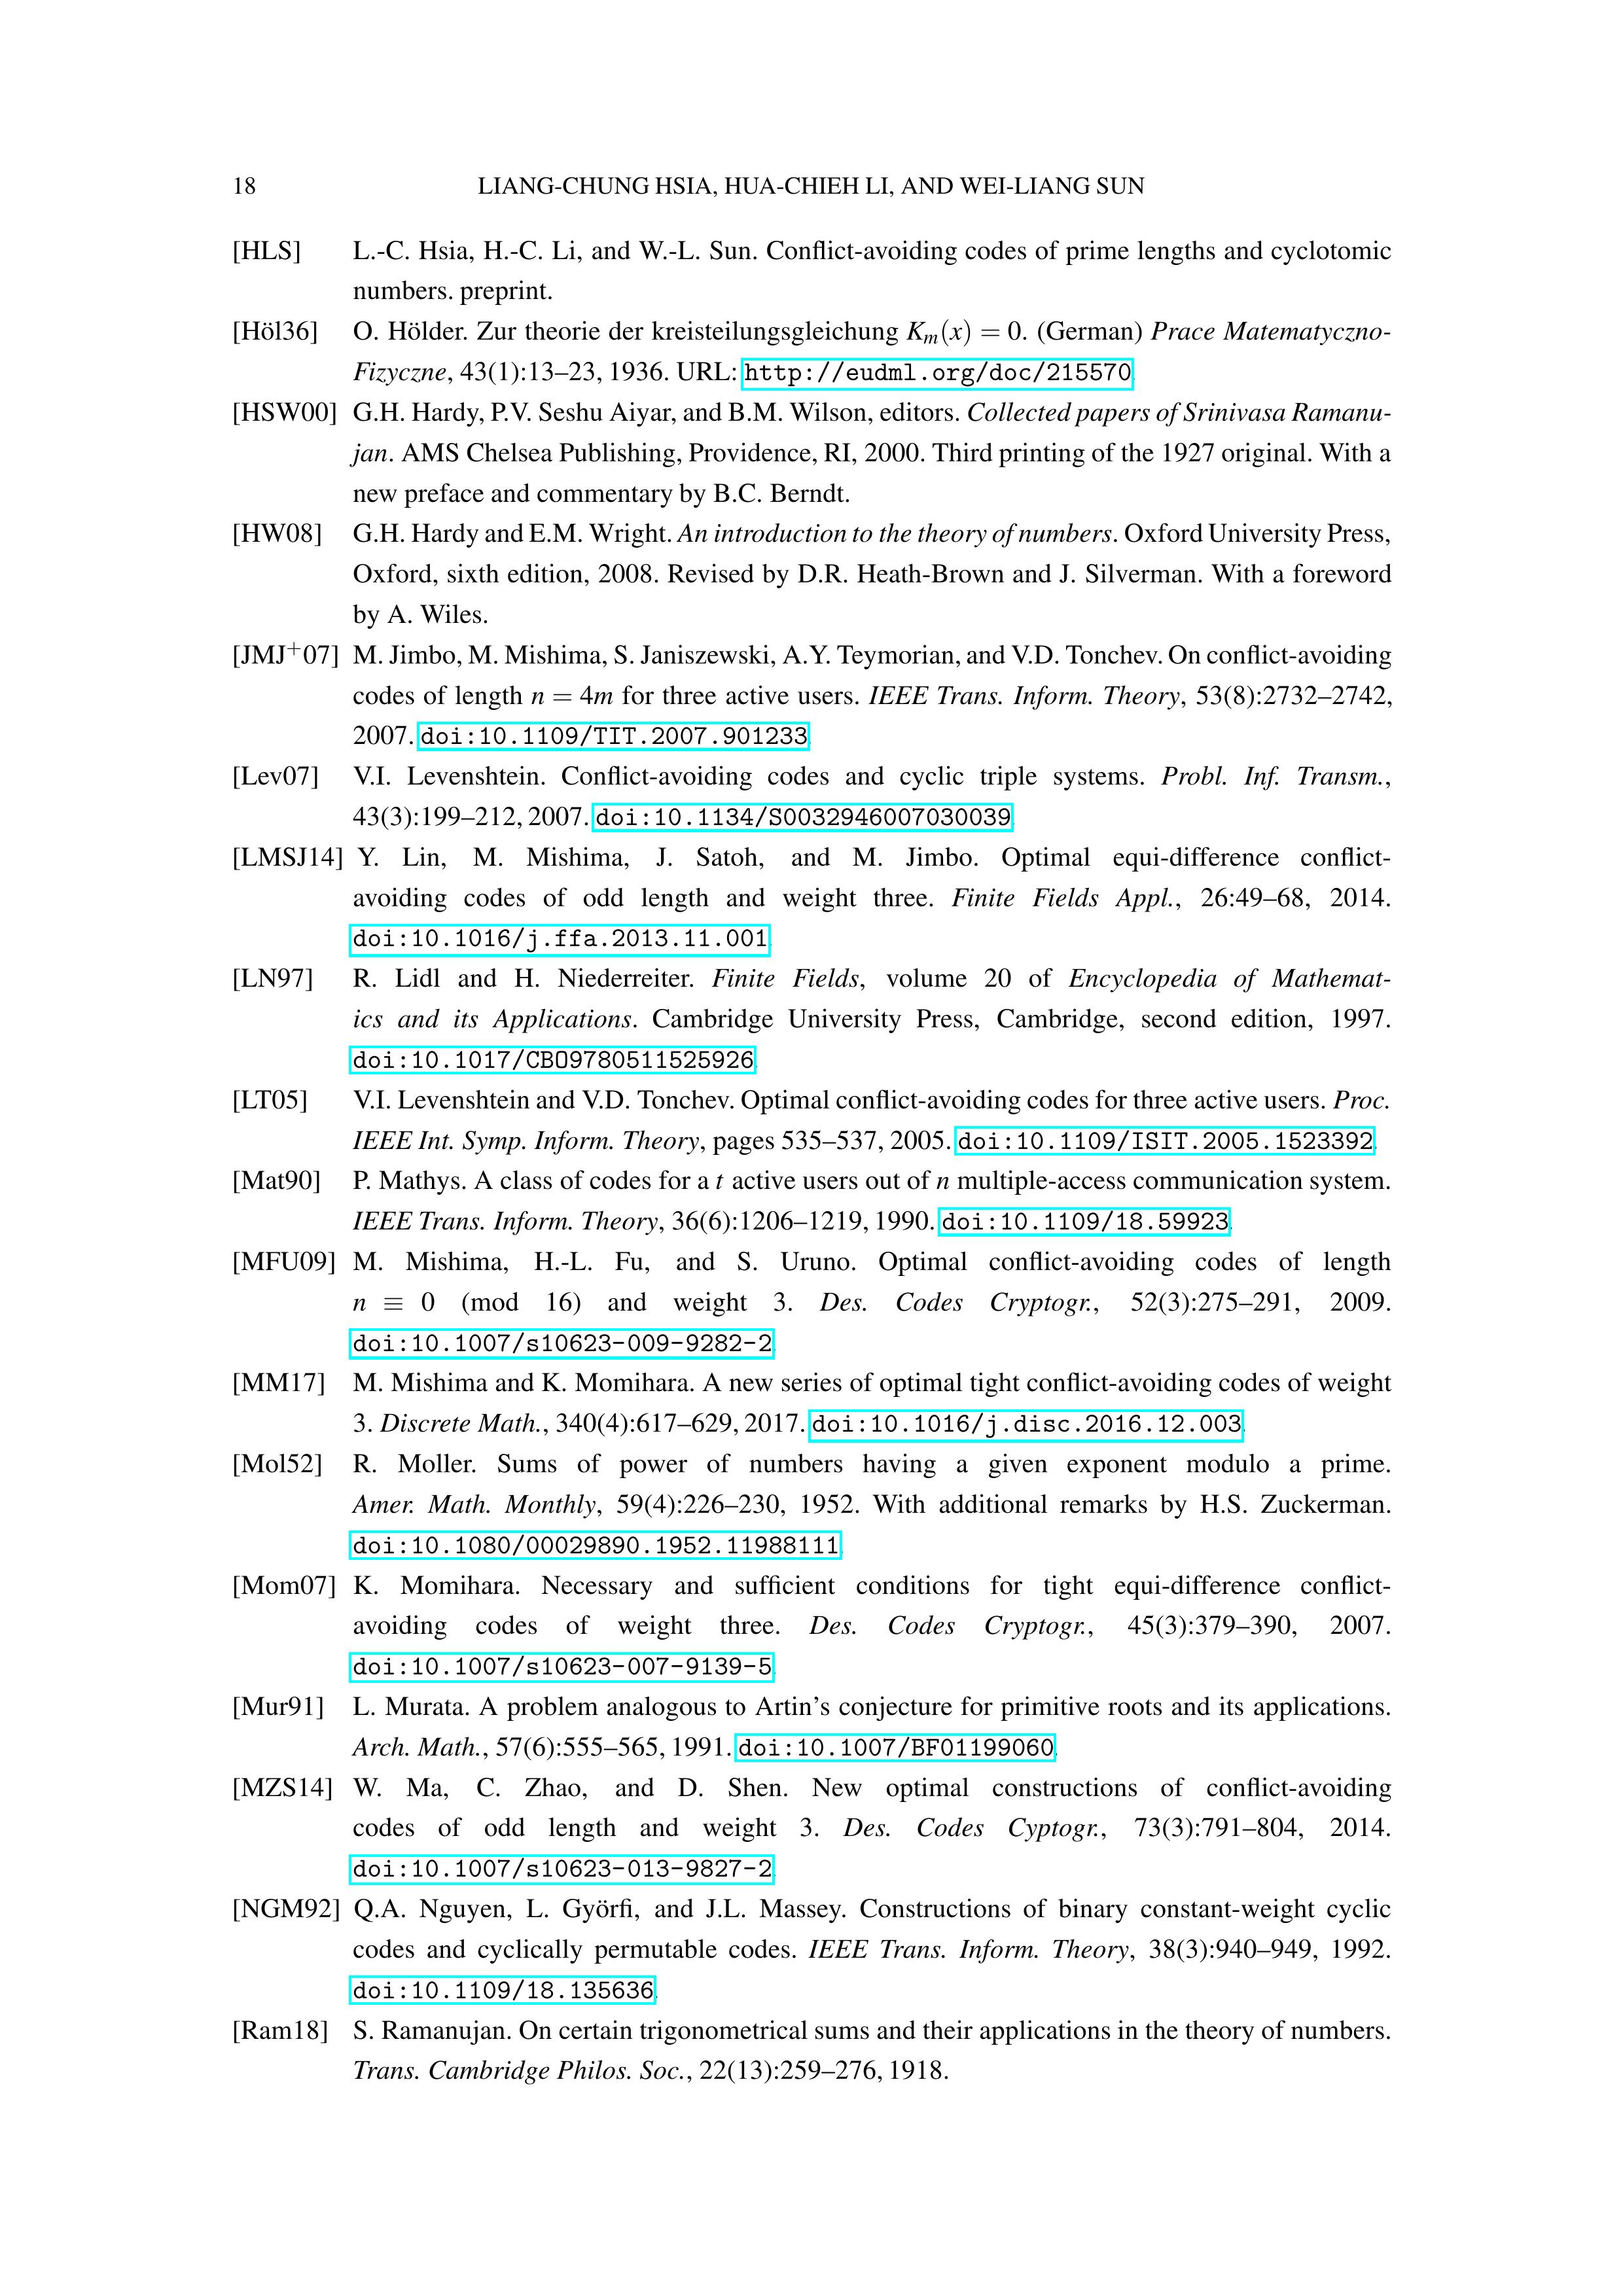 18 LIANG-CHUNG HSIA, HUA-CHIEH LI, AND WEI-LIANG SUN
[HLS] L.-C. Hsia, H.-C. Li, and W.-L. Sun. Conflict-avoiding codes of prime lengths and cyclotomic
numbers. preprint.
[Höl36] O. Hölder. Zur theorie der kreisteilungsgleichung Kₘ(x) = 0. (German) Prace Matematyczno-
Fizyczne, 43(1):13–23, 1936. URL: http://eudml.org/doc/215570.
[HSW00] G.H. Hardy, P.V. Seshu Aiyar, and B.M. Wilson, editors. Collected papers of Srinivasa Ramanu-
jan. AMS Chelsea Publishing, Providence, RI, 2000. Third printing of the 1927 original. With a
new preface and commentary by B.C. Berndt.
[HW08] G.H. Hardy and E.M. Wright. An introduction to the theory of numbers. Oxford University Press,
Oxford, sixth edition, 2008. Revised by D.R. Heath-Brown and J. Silverman. With a foreword
by A. Wiles.
[JMJ⁺07] M. Jimbo, M. Mishima, S. Janiszewski, A.Y. Teymorian, and V.D. Tonchev. On conflict-avoiding
codes of length n = 4m for three active users. IEEE Trans. Inform. Theory, 53(8):2732–2742,
2007. doi:10.1109/TIT.2007.901233.
[Lev07] V.I. Levenshtein. Conflict-avoiding codes and cyclic triple systems. Probl. Inf. Transm.,
43(3):199–212, 2007. doi:10.1134/S0032946007030039.
[LMSJ14] Y. Lin, M. Mishima, J. Satoh, and M. Jimbo. Optimal equi-difference conflict-
avoiding codes of odd length and weight three. Finite Fields Appl., 26:49–68, 2014.
doi:10.1016/j.ffa.2013.11.001.
[LN97] R. Lidl and H. Niederreiter. Finite Fields, volume 20 of Encyclopedia of Mathemat-
ics and its Applications. Cambridge University Press, Cambridge, second edition, 1997.
doi:10.1017/CBO9780511525926.
[LT05] V.I. Levenshtein and V.D. Tonchev. Optimal conflict-avoiding codes for three active users. Proc.
IEEE Int. Symp. Inform. Theory, pages 535–537, 2005. doi:10.1109/ISIT.2005.1523392.
[Mat90] P. Mathys. A class of codes for a t active users out of n multiple-access communication system.
IEEE Trans. Inform. Theory, 36(6):1206–1219, 1990. doi:10.1109/18.59923.
[MFU09] M. Mishima, H.-L. Fu, and S. Uruno. Optimal conflict-avoiding codes of length
n ≡ 0 (mod 16) and weight 3. Des. Codes Cryptogr., 52(3):275–291, 2009.
doi:10.1007/s10623-009-9282-2.
[MM17] M. Mishima and K. Momihara. A new series of optimal tight conflict-avoiding codes of weight
3. Discrete Math., 340(4):617–629, 2017. doi:10.1016/j.disc.2016.12.003.
[Mol52] R. Moller. Sums of power of numbers having a given exponent modulo a prime.
Amer. Math. Monthly, 59(4):226–230, 1952. With additional remarks by H.S. Zuckerman.
doi:10.1080/00029890.1952.11988111.
[Mom07] K. Momihara. Necessary and sufficient conditions for tight equi-difference conflict-
avoiding codes of weight three. Des. Codes Cryptogr., 45(3):379–390, 2007.
doi:10.1007/s10623-007-9139-5.
[Mur91] L. Murata. A problem analogous to Artin's conjecture for primitive roots and its applications.
Arch. Math., 57(6):555–565, 1991. doi:10.1007/BF01199060.
[MZS14] W. Ma, C. Zhao, and D. Shen. New optimal constructions of conflict-avoiding
codes of odd length and weight 3. Des. Codes Cyptogr., 73(3):791–804, 2014.
doi:10.1007/s10623-013-9827-2.
[NGM92] Q.A. Nguyen, L. Györfi, and J.L. Massey. Constructions of binary constant-weight cyclic
codes and cyclically permutable codes. IEEE Trans. Inform. Theory, 38(3):940–949, 1992.
doi:10.1109/18.135636.
[Ram18] S. Ramanujan. On certain trigonometrical sums and their applications in the theory of numbers.
Trans. Cambridge Philos. Soc., 22(13):259–276, 1918.